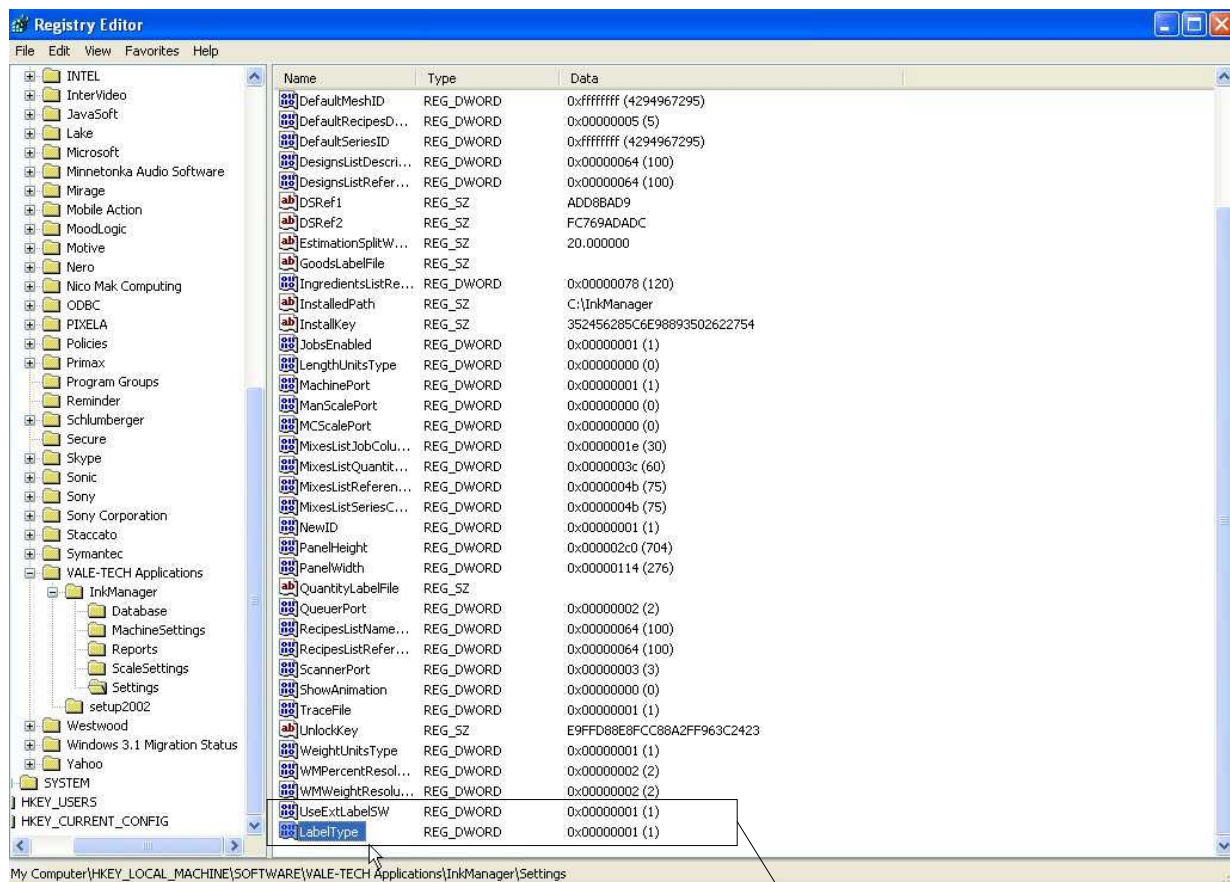 Registry Editor
File Edit View Favorites Help
INTEL
InterVideo
JavaSoft
Lake
Microsoft
Minnetonka Audio Software
Mirage
Mobile Action
MoodLogic
Motive
Nero
Nico Mak Computing
ODBC
PIXELA
Policies
Primax
Program Groups
Reminder
Schlumberger
Secure
Skype
Sonic
Sony
Sony Corporation
Staccato
Symantec
VALE-TECH Applications
InkManager
Database
MachineSettings
Reports
ScaleSettings
Settings
setup2002
Westwood
Windows 3.1 Migration Status
Yahoo
SYSTEM
HKEY_USERS
HKEY_CURRENT_CONFIG
Name Type Data
DefaultMeshID REG_DWORD 0xffffffff (4294967295)
DefaultRecipesD... REG_DWORD 0x00000005 (5)
DefaultSeriesID REG_DWORD 0xffffffff (4294967295)
DesignsListDescri... REG_DWORD 0x00000064 (100)
DesignsListRefer... REG_DWORD 0x00000064 (100)
DSRef1 REG_SZ ADD8BAD9
DSRef2 REG_SZ FC769ADADC
EstimationSplitW... REG_SZ 20.000000
GoodsLabelFile REG_SZ
IngredientsListRe... REG_DWORD 0x00000078 (120)
InstalledPath REG_SZ C:\InkManager
InstallKey REG_SZ 352456285C6E98893502622754
JobsEnabled REG_DWORD 0x00000001 (1)
LengthUnitsType REG_DWORD 0x00000000 (0)
MachinePort REG_DWORD 0x00000001 (1)
ManScalePort REG_DWORD 0x00000000 (0)
MCScalePort REG_DWORD 0x00000000 (0)
MixesListJobColu... REG_DWORD 0x0000001e (30)
MixesListQuantit... REG_DWORD 0x0000003c (60)
MixesListReferen... REG_DWORD 0x0000004b (75)
MixesListSeriesC... REG_DWORD 0x0000004b (75)
NewID REG_DWORD 0x00000001 (1)
PanelHeight REG_DWORD 0x000002c0 (704)
PanelWidth REG_DWORD 0x00000114 (276)
QuantityLabelFile REG_SZ
QueuerPort REG_DWORD 0x00000002 (2)
RecipesListName... REG_DWORD 0x00000064 (100)
RecipesListRefer... REG_DWORD 0x00000064 (100)
ScannerPort REG_DWORD 0x00000003 (3)
ShowAnimation REG_DWORD 0x00000000 (0)
TraceFile REG_DWORD 0x00000001 (1)
UnlockKey REG_SZ E9FFD88E8FCC88A2FF963C2423
WeightUnitsType REG_DWORD 0x00000001 (1)
WMPercentResol... REG_DWORD 0x00000002 (2)
WMWeightResolu... REG_DWORD 0x00000002 (2)
UseExtLabelSW REG_DWORD 0x00000001 (1)
LabelType REG_DWORD 0x00000001 (1)
My Computer\HKEY_LOCAL_MACHINE\SOFTWARE\VALE-TECH Applications\InkManager\Settings